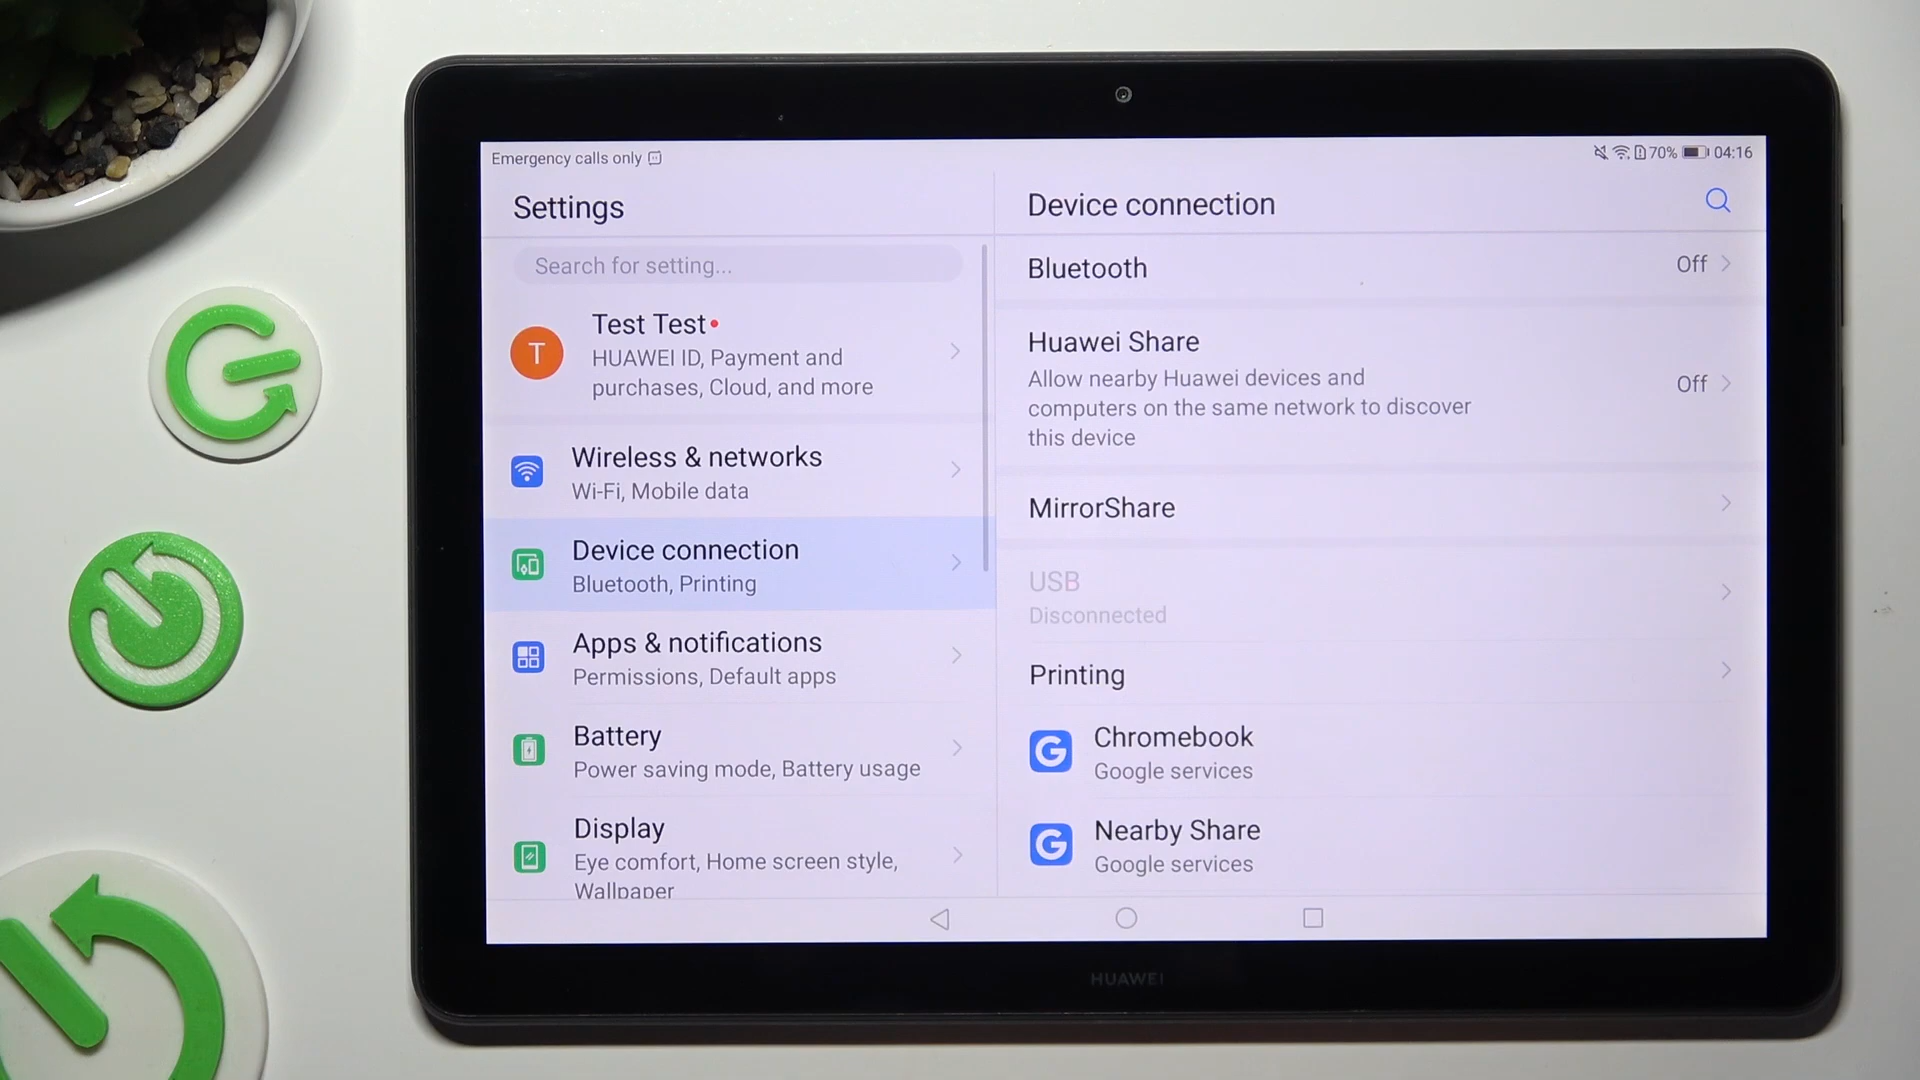 Emergency calls only
70% 04:16
Settings
Search for setting...
T
Test Test
HUAWEI ID, Payment and
purchases, Cloud, and more
Wireless & networks
Wi-Fi, Mobile data
Device connection
Bluetooth, Printing
Apps & notifications
Permissions, Default apps
Battery
Power saving mode, Battery usage
Display
Eye comfort, Home screen style,
Wallpaper
Device connection
Bluetooth
Off
Huawei Share
Allow nearby Huawei devices and
computers on the same network to discover
this device
Off
MirrorShare
USB
Disconnected
Printing
G
Chromebook
Google services
G
Nearby Share
Google services
HUAWEI